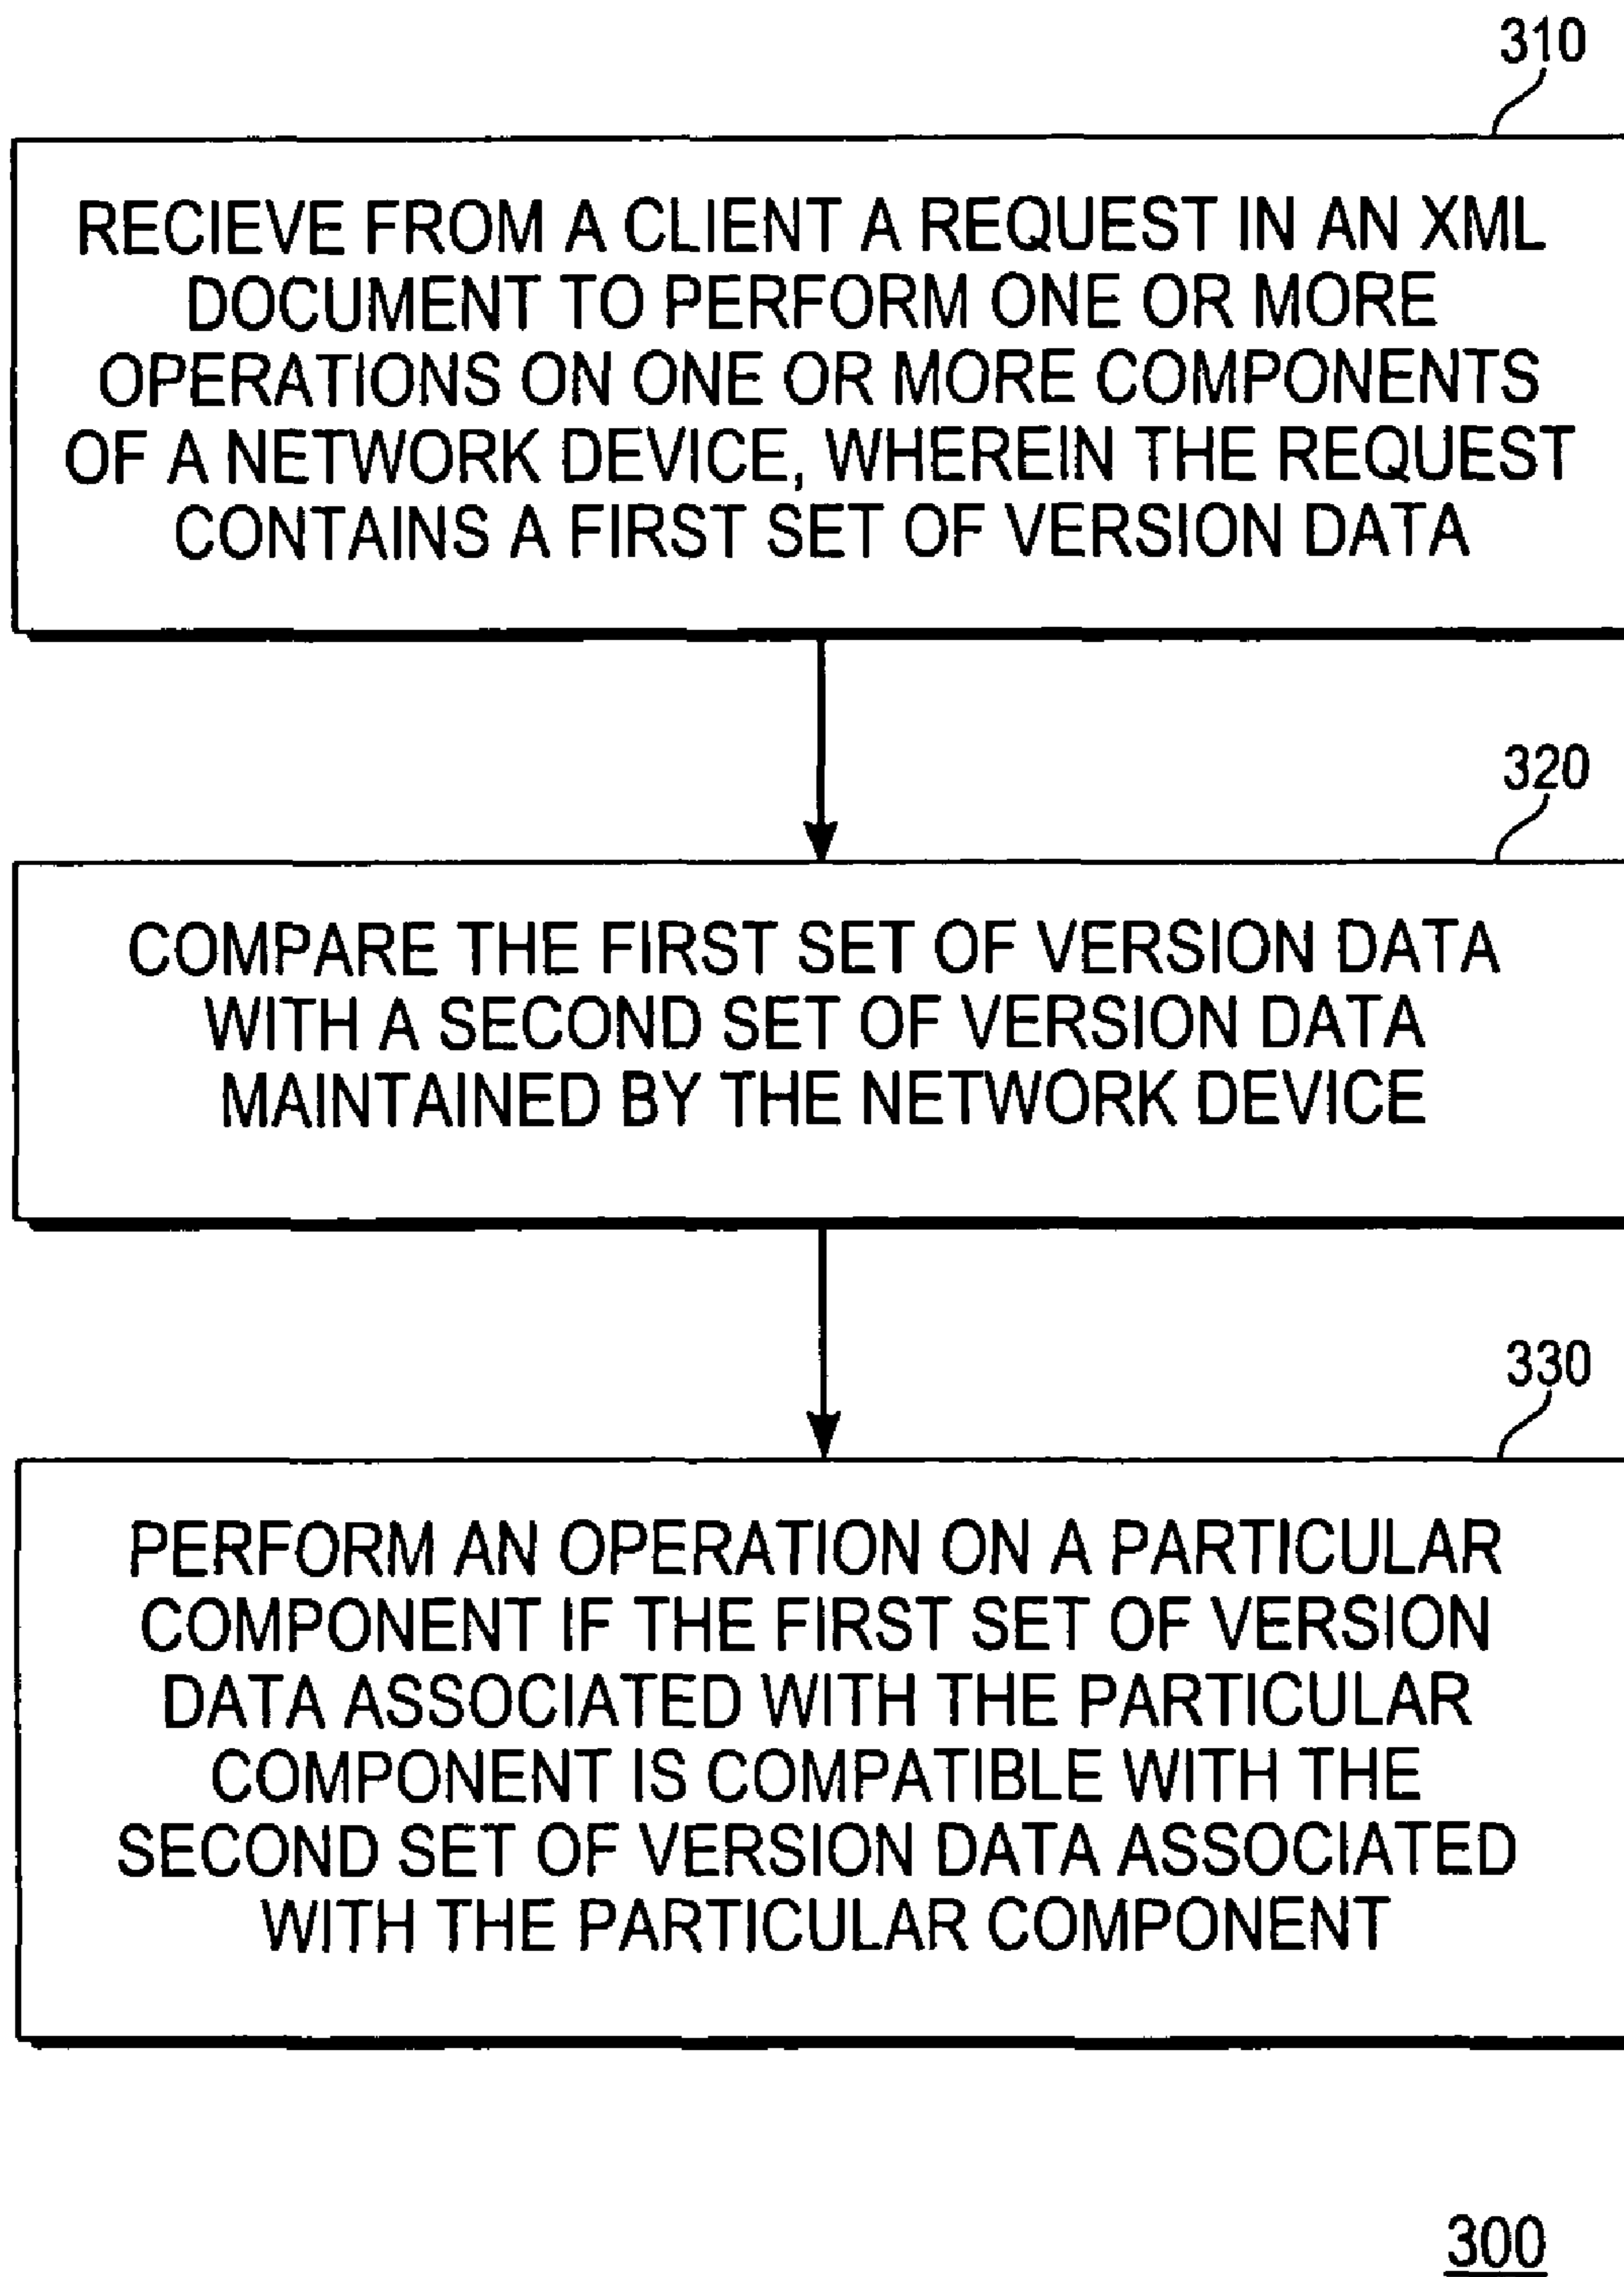 310
RECIEVE FROM A CLIENT A REQUEST IN AN XML
DOCUMENT TO PERFORM ONE OR MORE
OPERATIONS ON ONE OR MORE COMPONENTS
OF A NETWORK DEVICE, WHEREIN THE REQUEST
CONTAINS A FIRST SET OF VERSION DATA
320
COMPARE THE FIRST SET OF VERSION DATA
WITH A SECOND SET OF VERSION DATA
MAINTAINED BY THE NETWORK DEVICE
330
PERFORM AN OPERATION ON A PARTICULAR
COMPONENT IF THE FIRST SET OF VERSION
DATA ASSOCIATED WITH THE PARTICULAR
COMPONENT IS COMPATIBLE WITH THE
SECOND SET OF VERSION DATA ASSOCIATED
WITH THE PARTICULAR COMPONENT
300